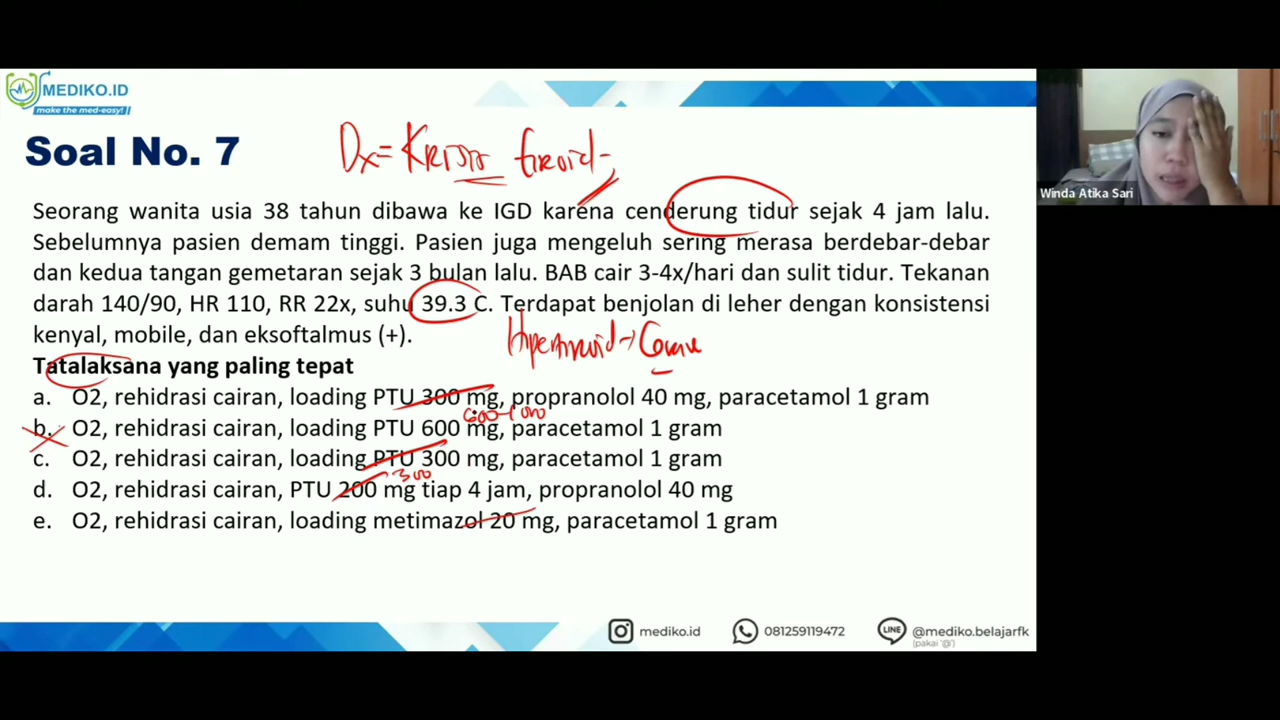 MEDIKO.ID
make the med-easy!
Soal No. 7
Dx = Krisis tiroid
Seorang wanita usia 38 tahun dibawa ke IGD karena cenderung tidur sejak 4 jam lalu.
Sebelumnya pasien demam tinggi. Pasien juga mengeluh sering merasa berdebar-debar
dan kedua tangan gemetaran sejak 3 bulan lalu. BAB cair 3-4x/hari dan sulit tidur. Tekanan
darah 140/90, HR 110, RR 22x, suhu 39.3 C. Terdapat benjolan di leher dengan konsistensi
kenyal, mobile, dan eksoftalmus (+).
Hipertiroid → Grave
Tatalaksana yang paling tepat
a. O2, rehidrasi cairan, loading PTU 300 mg, propranolol 40 mg, paracetamol 1 gram
600-1000
b. O2, rehidrasi cairan, loading PTU 600 mg, paracetamol 1 gram
c. O2, rehidrasi cairan, loading PTU 300 mg, paracetamol 1 gram
300
d. O2, rehidrasi cairan, PTU 200 mg tiap 4 jam, propranolol 40 mg
e. O2, rehidrasi cairan, loading metimazol 20 mg, paracetamol 1 gram
mediko.id
081259119472
LINE
@mediko.belajarfk
(pakai '@')
Winda Atika Sari